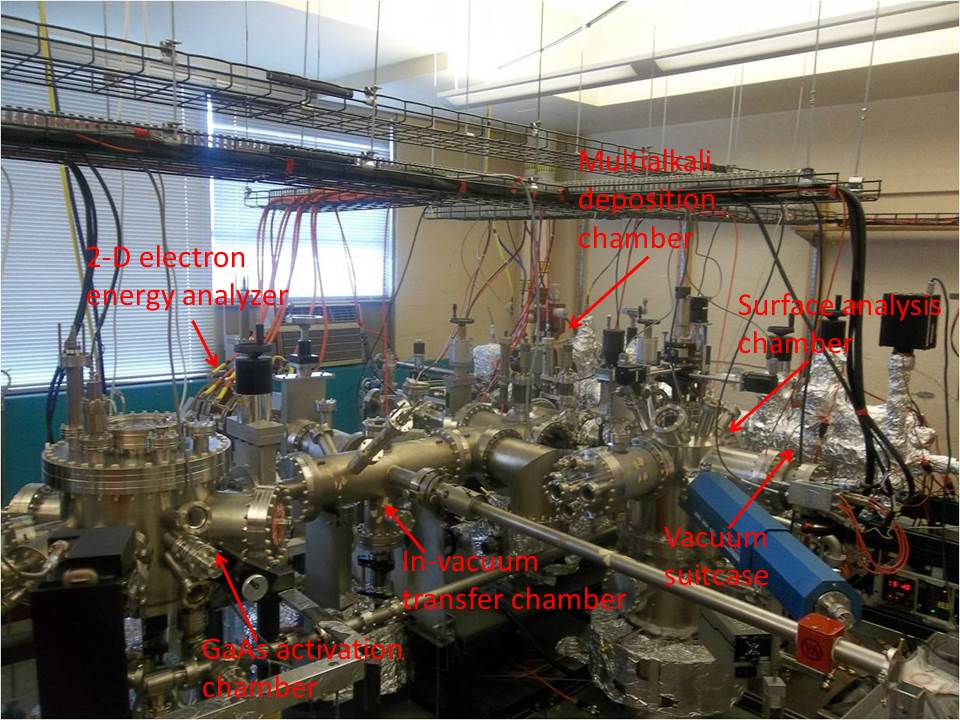 Multialkali
deposition
chamber
2-D electron
energy analyzer
Surface analysis
chamber
Vacuum
suitcase
In-vacuum
transfer chamber
GaAs activation
chamber